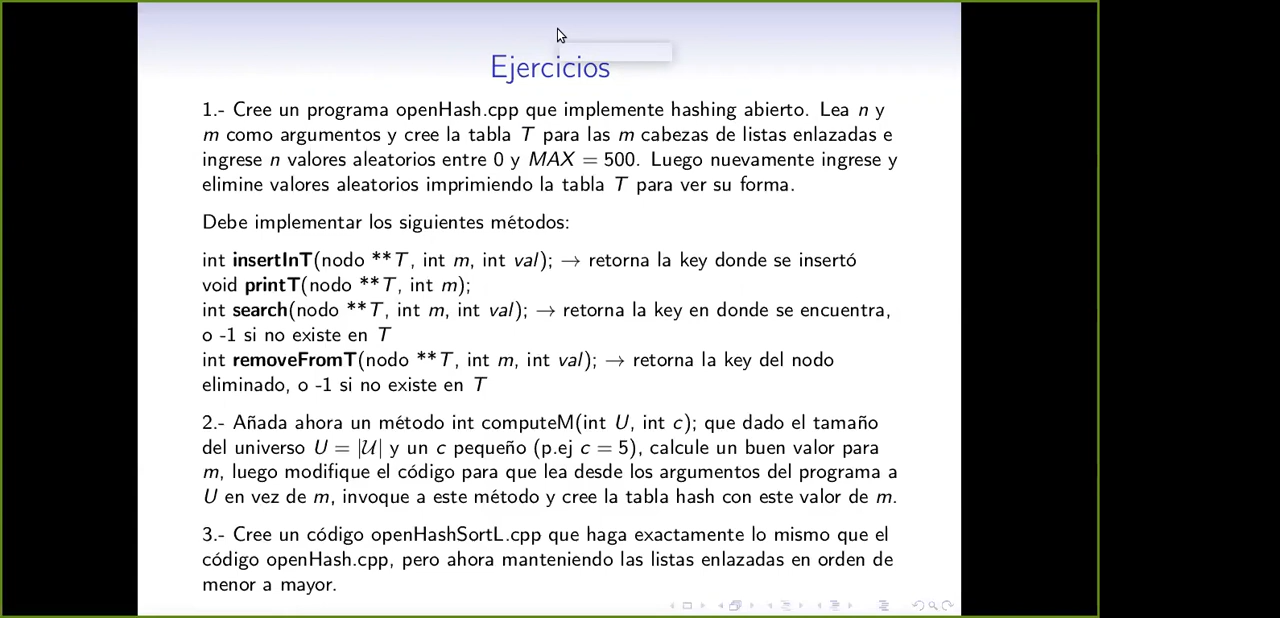 Ejercicios
1.- Cree un programa openHash.cpp que implemente hashing abierto. Lea n y
m como argumentos y cree la tabla T para las m cabezas de listas enlazadas e
ingrese n valores aleatorios entre 0 y MAX = 500. Luego nuevamente ingrese y
elimine valores aleatorios imprimiendo la tabla T para ver su forma.
Debe implementar los siguientes métodos:
int insertInT(nodo **T, int m, int val); → retorna la key donde se insertó
void printT(nodo **T, int m);
int search(nodo **T, int m, int val); → retorna la key en donde se encuentra,
o -1 si no existe en T
int removeFromT(nodo **T, int m, int val); → retorna la key del nodo
eliminado, o -1 si no existe en T
2.- Añada ahora un método int computeM(int U, int c); que dado el tamaño
del universo U = |𝒰| y un c pequeño (p.ej c = 5), calcule un buen valor para
m, luego modifique el código para que lea desde los argumentos del programa a
U en vez de m, invoque a este método y cree la tabla hash con este valor de m.
3.- Cree un código openHashSortL.cpp que haga exactamente lo mismo que el
código openHash.cpp, pero ahora manteniendo las listas enlazadas en orden de
menor a mayor.